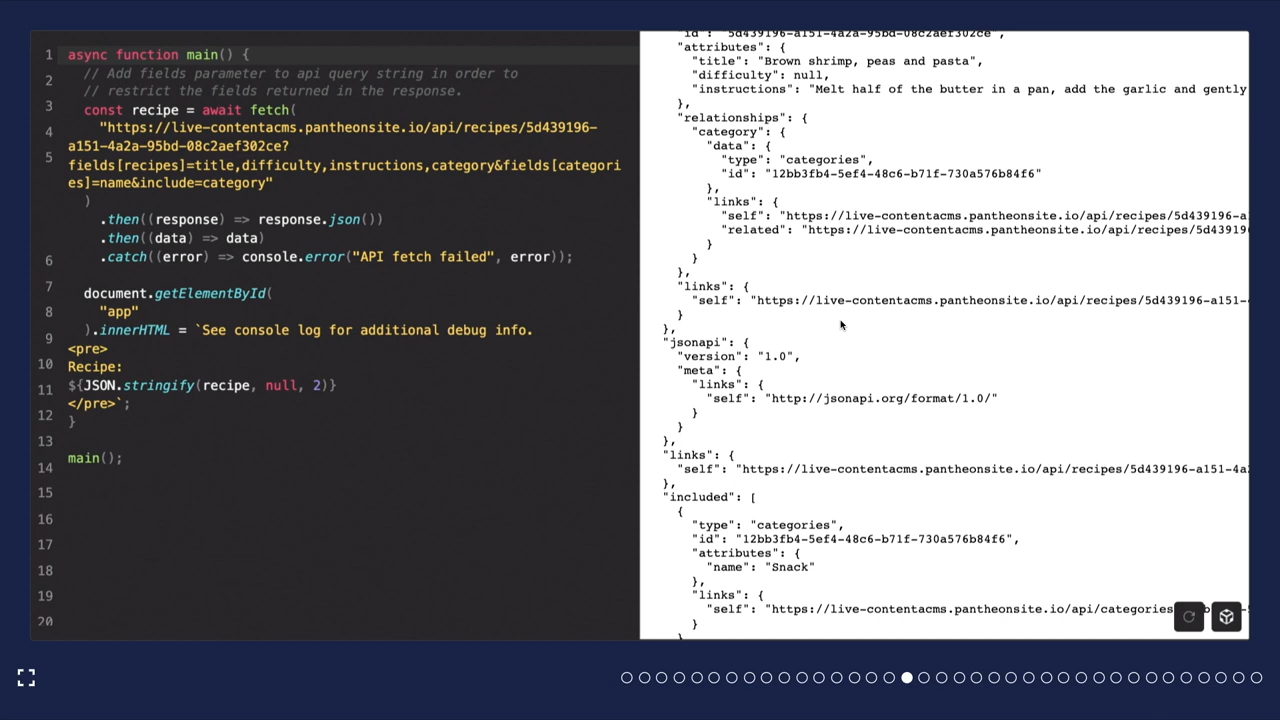 1
2
3
4
5
6
7
8
9
10
11
12
13
14
15
16
17
18
19
20
async function main() {
// Add fields parameter to api query string in order to
// restrict the fields returned in the response.
const recipe = await fetch(
"https://live-contentacms.pantheonsite.io/api/recipes/5d439196-
a151-4a2a-95bd-08c2aef302ce?
fields[recipes]=title,difficulty,instructions,category&fields[categori
es]=name&include=category"
)
.then((response) => response.json())
.then((data) => data)
.catch((error) => console.error("API fetch failed", error));
document.getElementById(
"app"
).innerHTML = `See console log for additional debug info.
<pre>
Recipe:
${JSON.stringify(recipe, null, 2)}
</pre>`;
}
main();
"id": "5d439196-a151-4a2a-95bd-08c2aef302ce",
"attributes": {
"title": "Brown shrimp, peas and pasta",
"difficulty": null,
"instructions": "Melt half of the butter in a pan, add the garlic and gently
},
"relationships": {
"category": {
"data": {
"type": "categories",
"id": "12bb3fb4-5ef4-48c6-b71f-730a576b84f6"
},
"links": {
"self": "https://live-contentacms.pantheonsite.io/api/recipes/5d439196-a1
"related": "https://live-contentacms.pantheonsite.io/api/recipes/5d43919
}
}
},
"links": {
"self": "https://live-contentacms.pantheonsite.io/api/recipes/5d439196-a151-
}
},
"jsonapi": {
"version": "1.0",
"meta": {
"links": {
"self": "http://jsonapi.org/format/1.0/"
}
}
},
"links": {
"self": "https://live-contentacms.pantheonsite.io/api/recipes/5d439196-a151-4a
},
"included": [
{
"type": "categories",
"id": "12bb3fb4-5ef4-48c6-b71f-730a576b84f6",
"attributes": {
"name": "Snack"
},
"links": {
"self": "https://live-contentacms.pantheonsite.io/api/categories
}